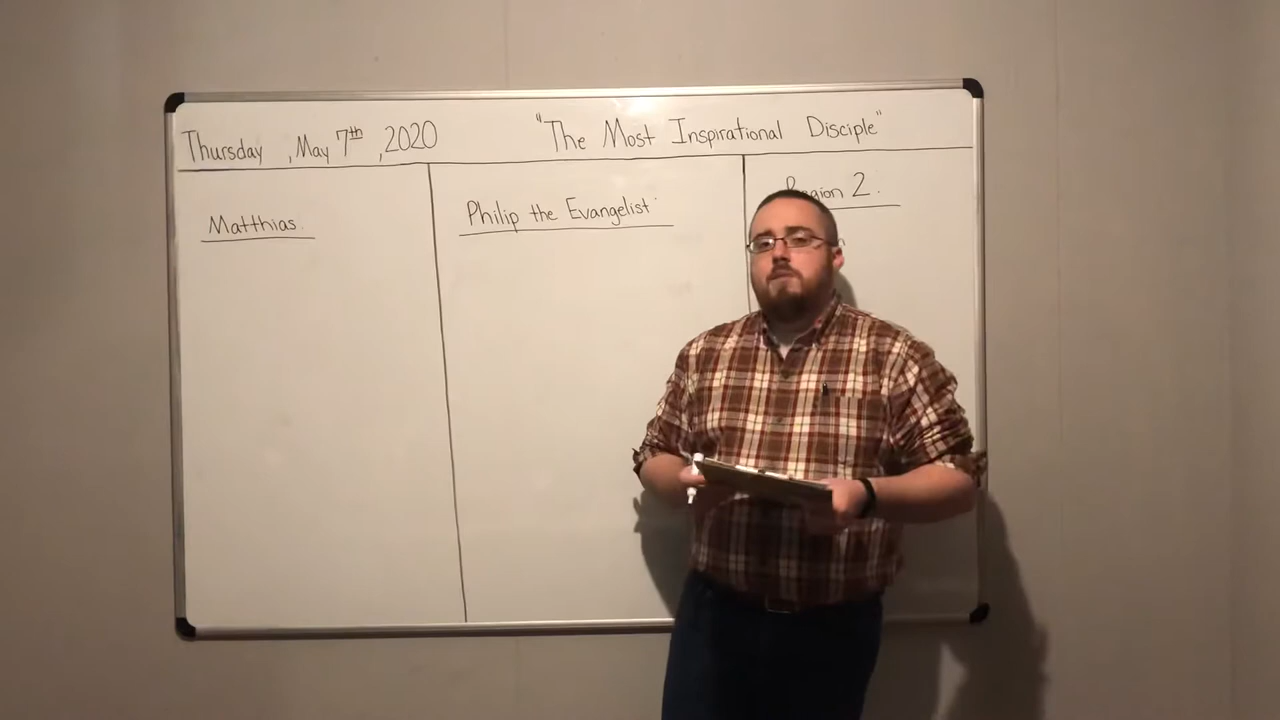 Thursday, May 7th, 2020
"The Most Inspirational Disciple"
Matthias.
Philip the Evangelist
Region 2.